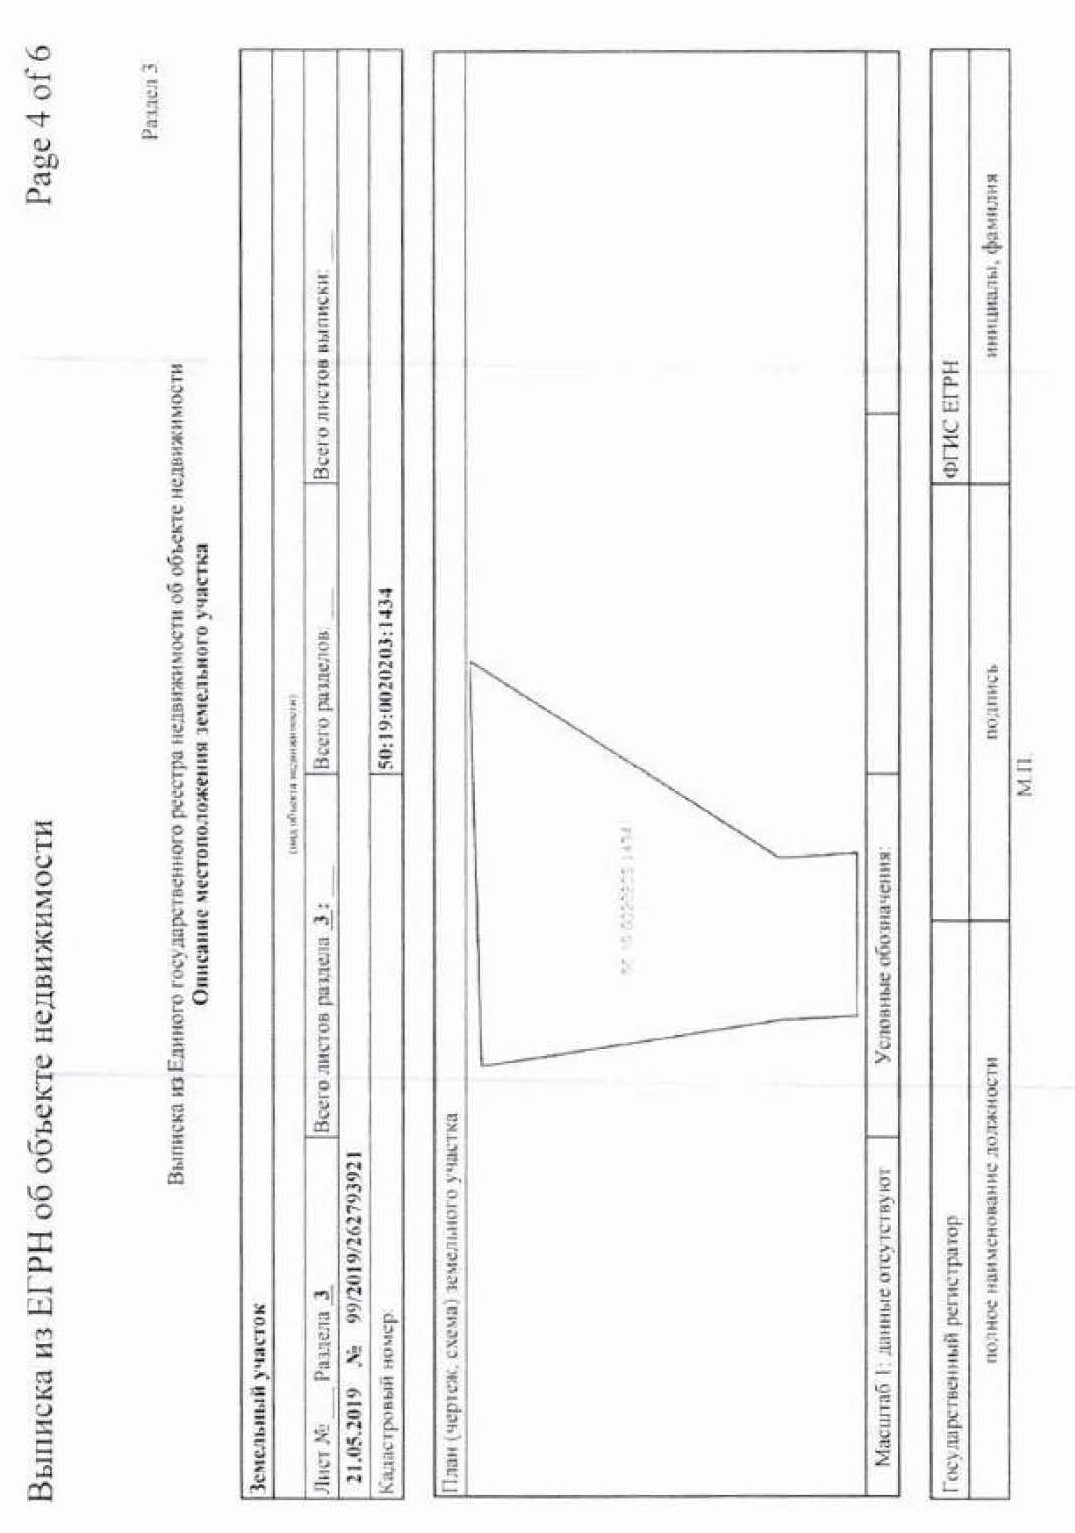 Выписка из ЕГРН об объекте недвижимости Page 4 of 6
Раздел 3
Выписка из Единого государственного реестра недвижимости об объекте недвижимости
Описание местоположения земельного участка
Земельный участок
(вид объекта недвижимости)
Лист № ___ Раздела 3 Всего листов раздела 3 : ___ Всего разделов: ___ Всего листов выписки: ___
21.05.2019 № 99/2019/262793921
Кадастровый номер: 50:19:0020203:1434
План (чертеж, схема) земельного участка
Масштаб 1: данные отсутствуют Условные обозначения:
Государственный регистратор ФГИС ЕГРН
полное наименование должности подпись инициалы, фамилия
М.П.